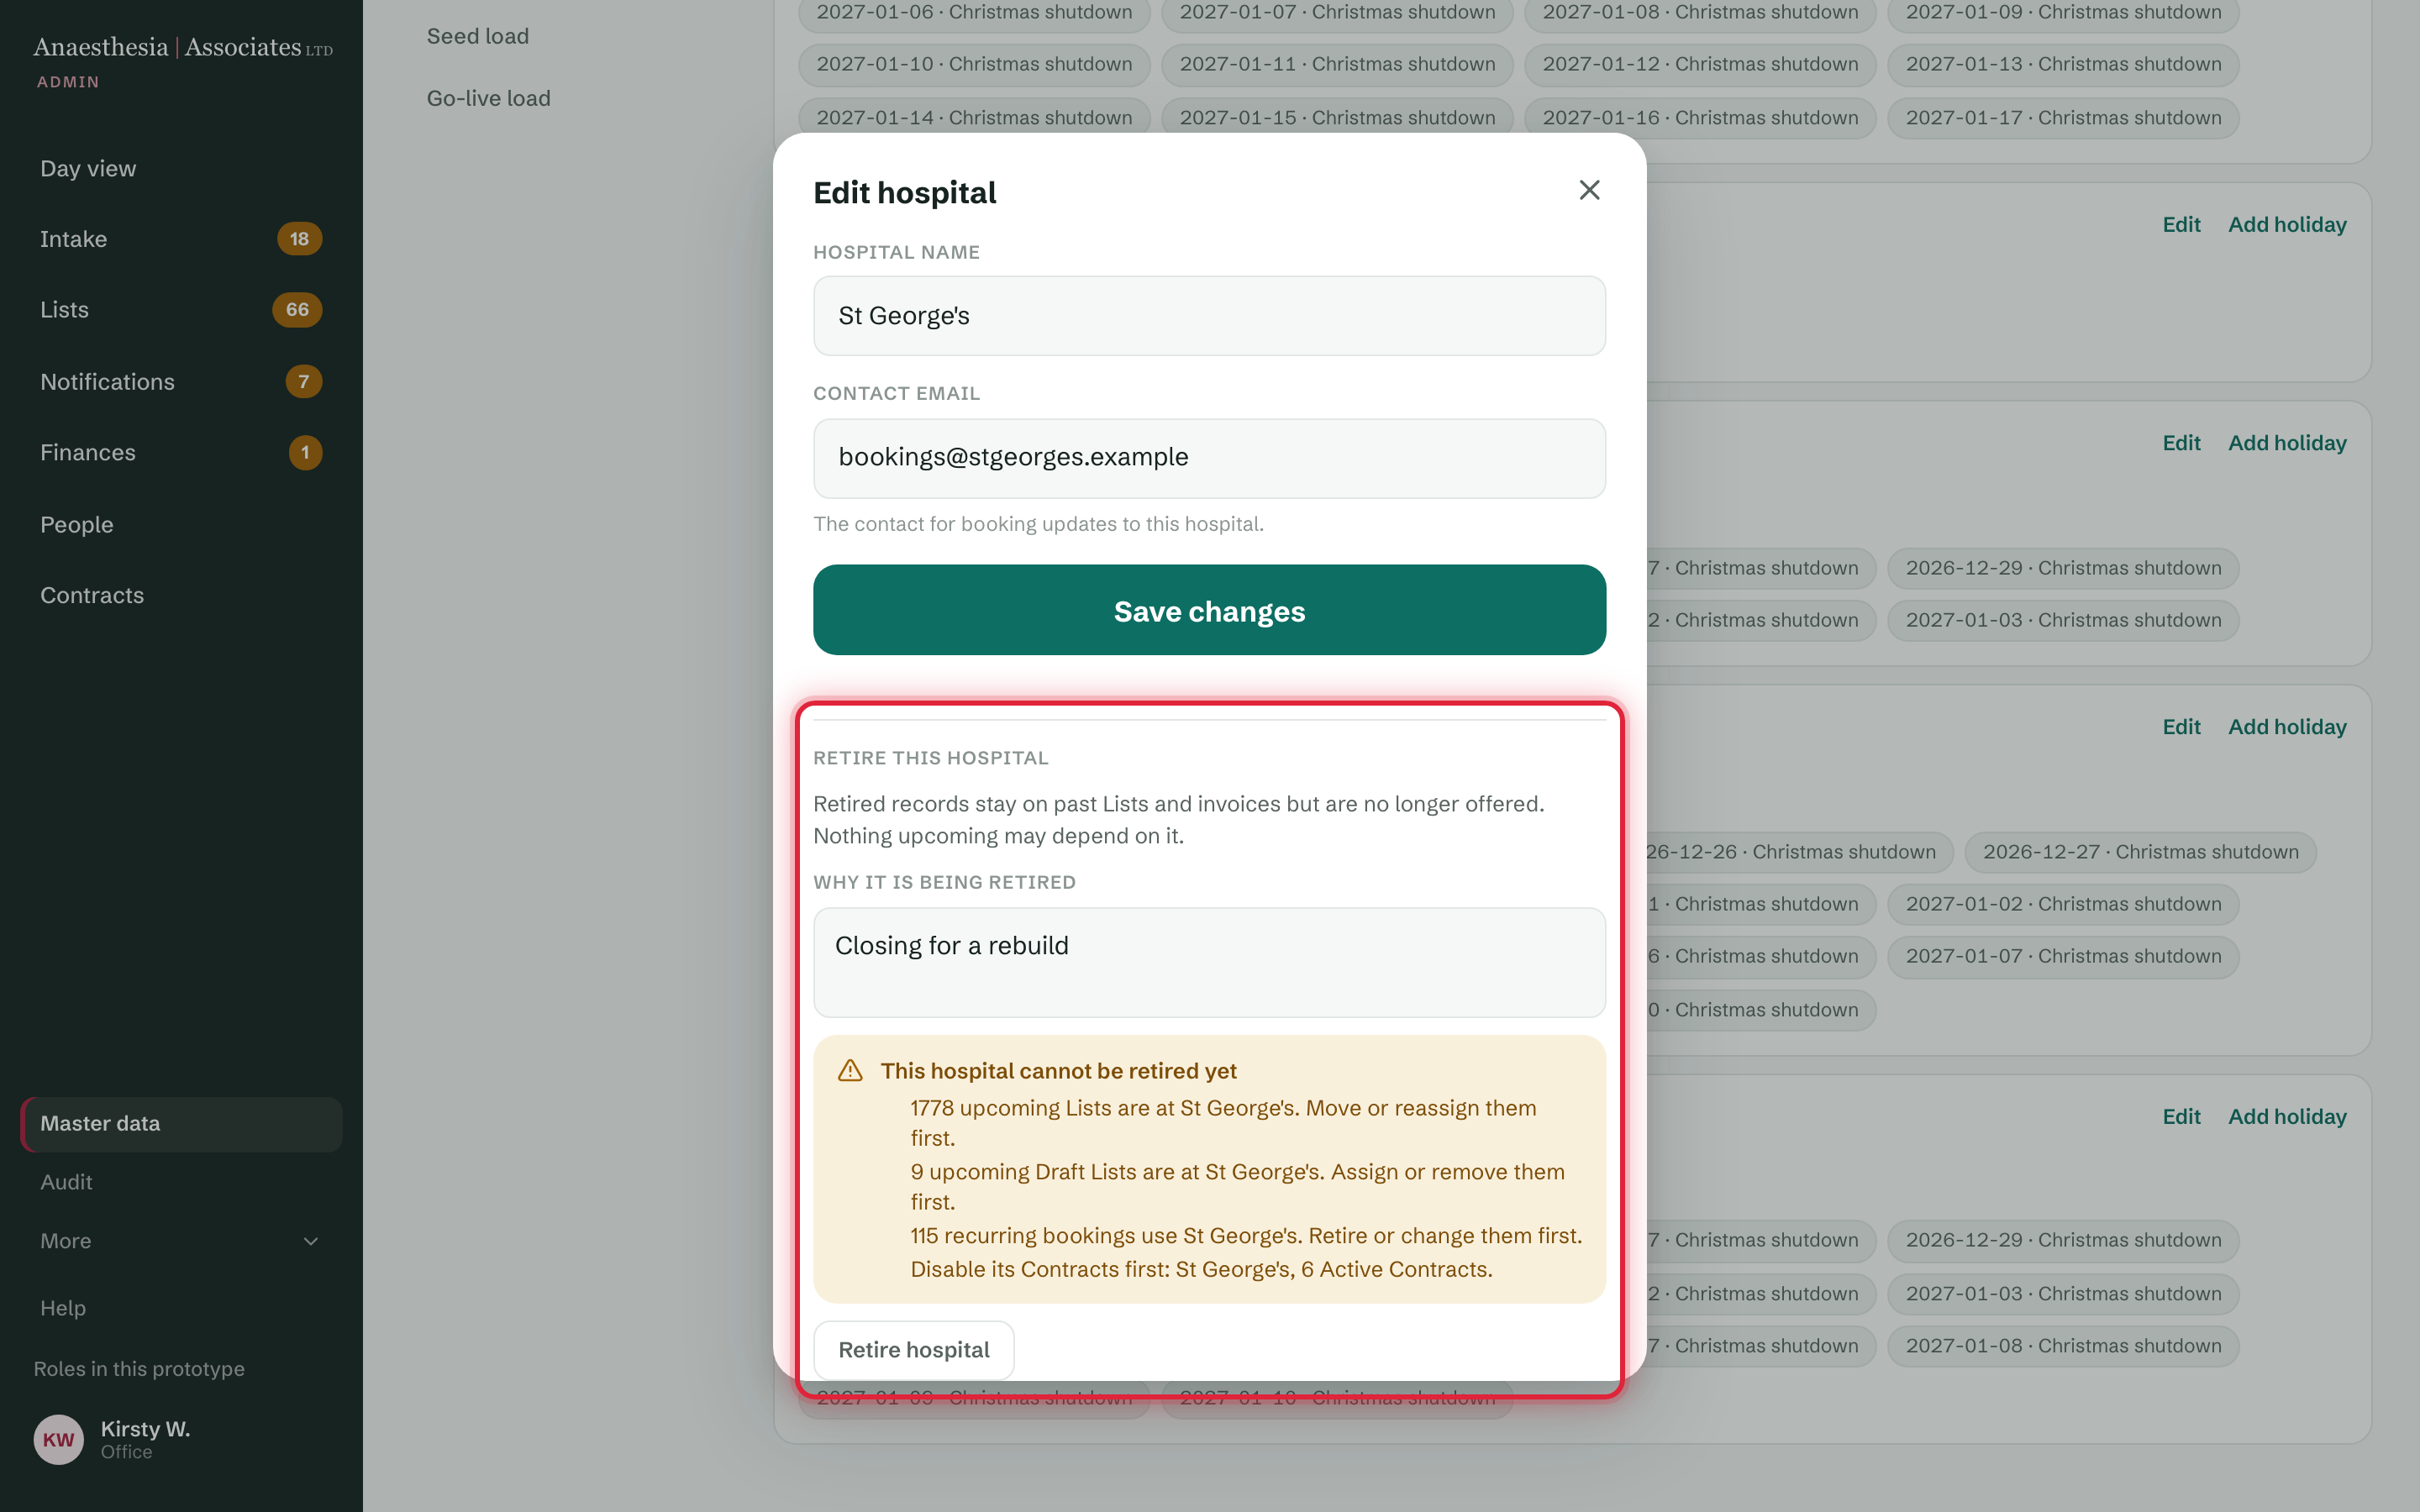 Anaesthesia | Associates LTD
ADMIN
Day view
Intake 18
Lists 66
Notifications 7
Finances 1
People
Contracts
Master data
Audit
More
Help
Roles in this prototype
KW
Kirsty W.
Office
Seed load
Go-live load
2027-01-06 · Christmas shutdown 2027-01-07 · Christmas shutdown 2027-01-08 · Christmas shutdown 2027-01-09 · Christmas shutdown
2027-01-10 · Christmas shutdown 2027-01-11 · Christmas shutdown 2027-01-12 · Christmas shutdown 2027-01-13 · Christmas shutdown
2027-01-14 · Christmas shutdown 2027-01-15 · Christmas shutdown 2027-01-16 · Christmas shutdown 2027-01-17 · Christmas shutdown
Edit hospital
HOSPITAL NAME
St George's
CONTACT EMAIL
bookings@stgeorges.example
The contact for booking updates to this hospital.
Save changes
RETIRE THIS HOSPITAL
Retired records stay on past Lists and invoices but are no longer offered.
Nothing upcoming may depend on it.
WHY IT IS BEING RETIRED
Closing for a rebuild
This hospital cannot be retired yet
1778 upcoming Lists are at St George's. Move or reassign them
first.
9 upcoming Draft Lists are at St George's. Assign or remove them
first.
115 recurring bookings use St George's. Retire or change them first.
Disable its Contracts first: St George's, 6 Active Contracts.
Retire hospital
Edit Add holiday
Edit Add holiday
7 · Christmas shutdown 2026-12-29 · Christmas shutdown
2 · Christmas shutdown 2027-01-03 · Christmas shutdown
Edit Add holiday
26-12-26 · Christmas shutdown 2026-12-27 · Christmas shutdown
1 · Christmas shutdown 2027-01-02 · Christmas shutdown
6 · Christmas shutdown 2027-01-07 · Christmas shutdown
0 · Christmas shutdown
Edit Add holiday
7 · Christmas shutdown 2026-12-29 · Christmas shutdown
2 · Christmas shutdown 2027-01-03 · Christmas shutdown
7 · Christmas shutdown 2027-01-08 · Christmas shutdown
2027-01-09 · Christmas shutdown 2027-01-10 · Christmas shutdown